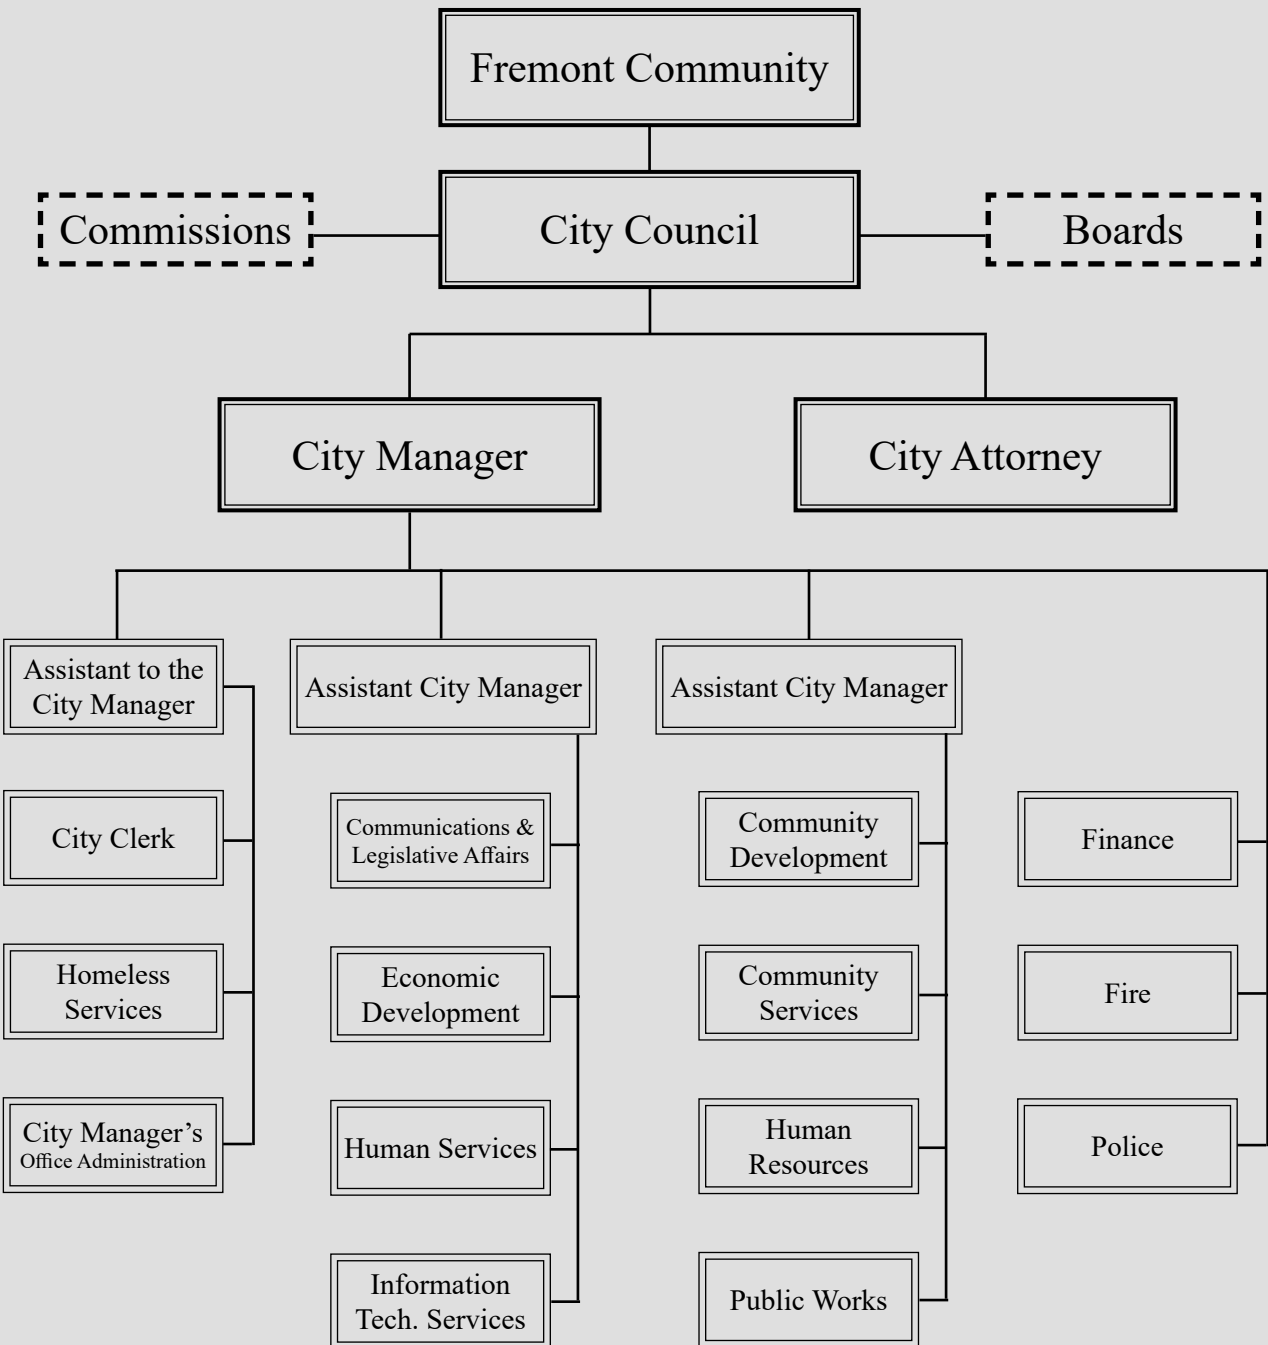 Fremont Community
Commissions
City Council
Boards
City Manager
City Attorney
Assistant to the
City Manager
Assistant City Manager
Assistant City Manager
City Clerk
Communications &
Legislative Affairs
Community
Development
Finance
Homeless
Services
Economic
Development
Community
Services
Fire
City Manager’s
Office Administration
Human Services
Human
Resources
Police
Information
Tech. Services
Public Works